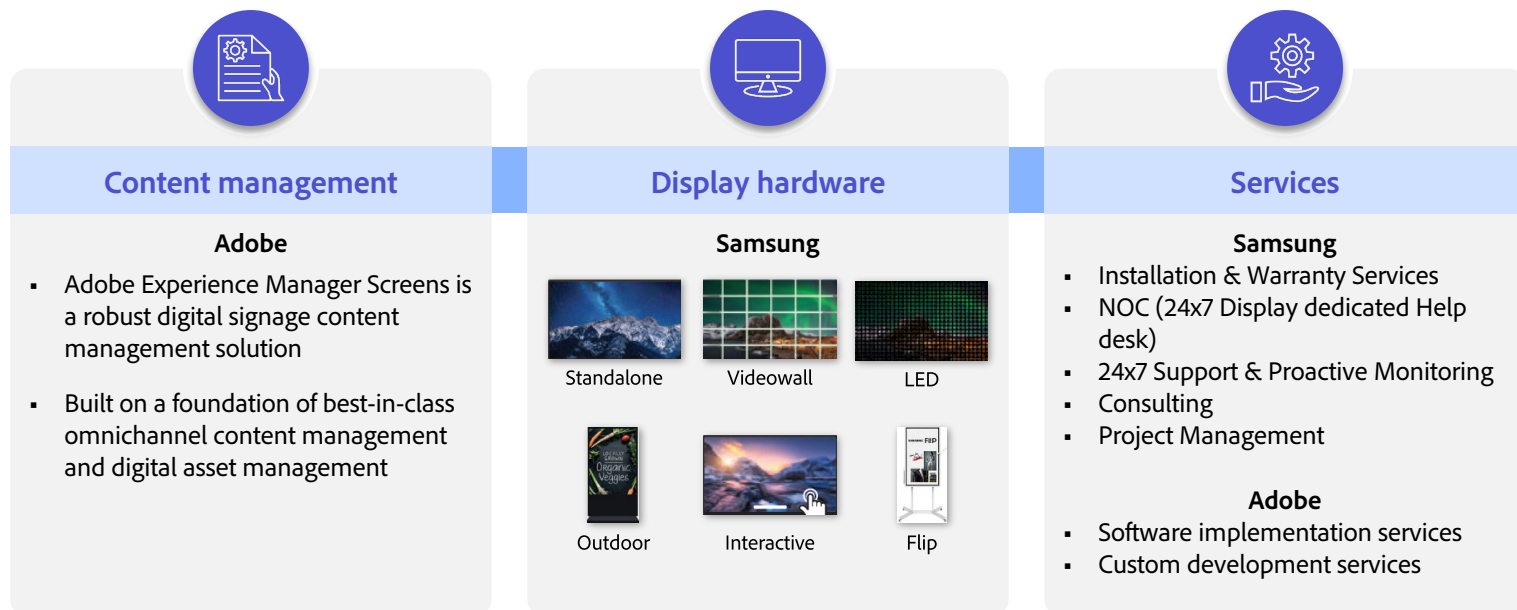 Content management
Adobe
▪ Adobe Experience Manager Screens is
a robust digital signage content
management solution
▪ Built on a foundation of best-in-class
omnichannel content management
and digital asset management
Display hardware
Samsung
Standalone
Videowall
LED
LOCALLY
GROWN
Organic
Veggies
FLIP
Outdoor
Interactive
Flip
Services
Samsung
▪ Installation & Warranty Services
▪ NOC (24x7 Display dedicated Help
desk)
▪ 24x7 Support & Proactive Monitoring
▪ Consulting
▪ Project Management
Adobe
▪ Software implementation services
▪ Custom development services